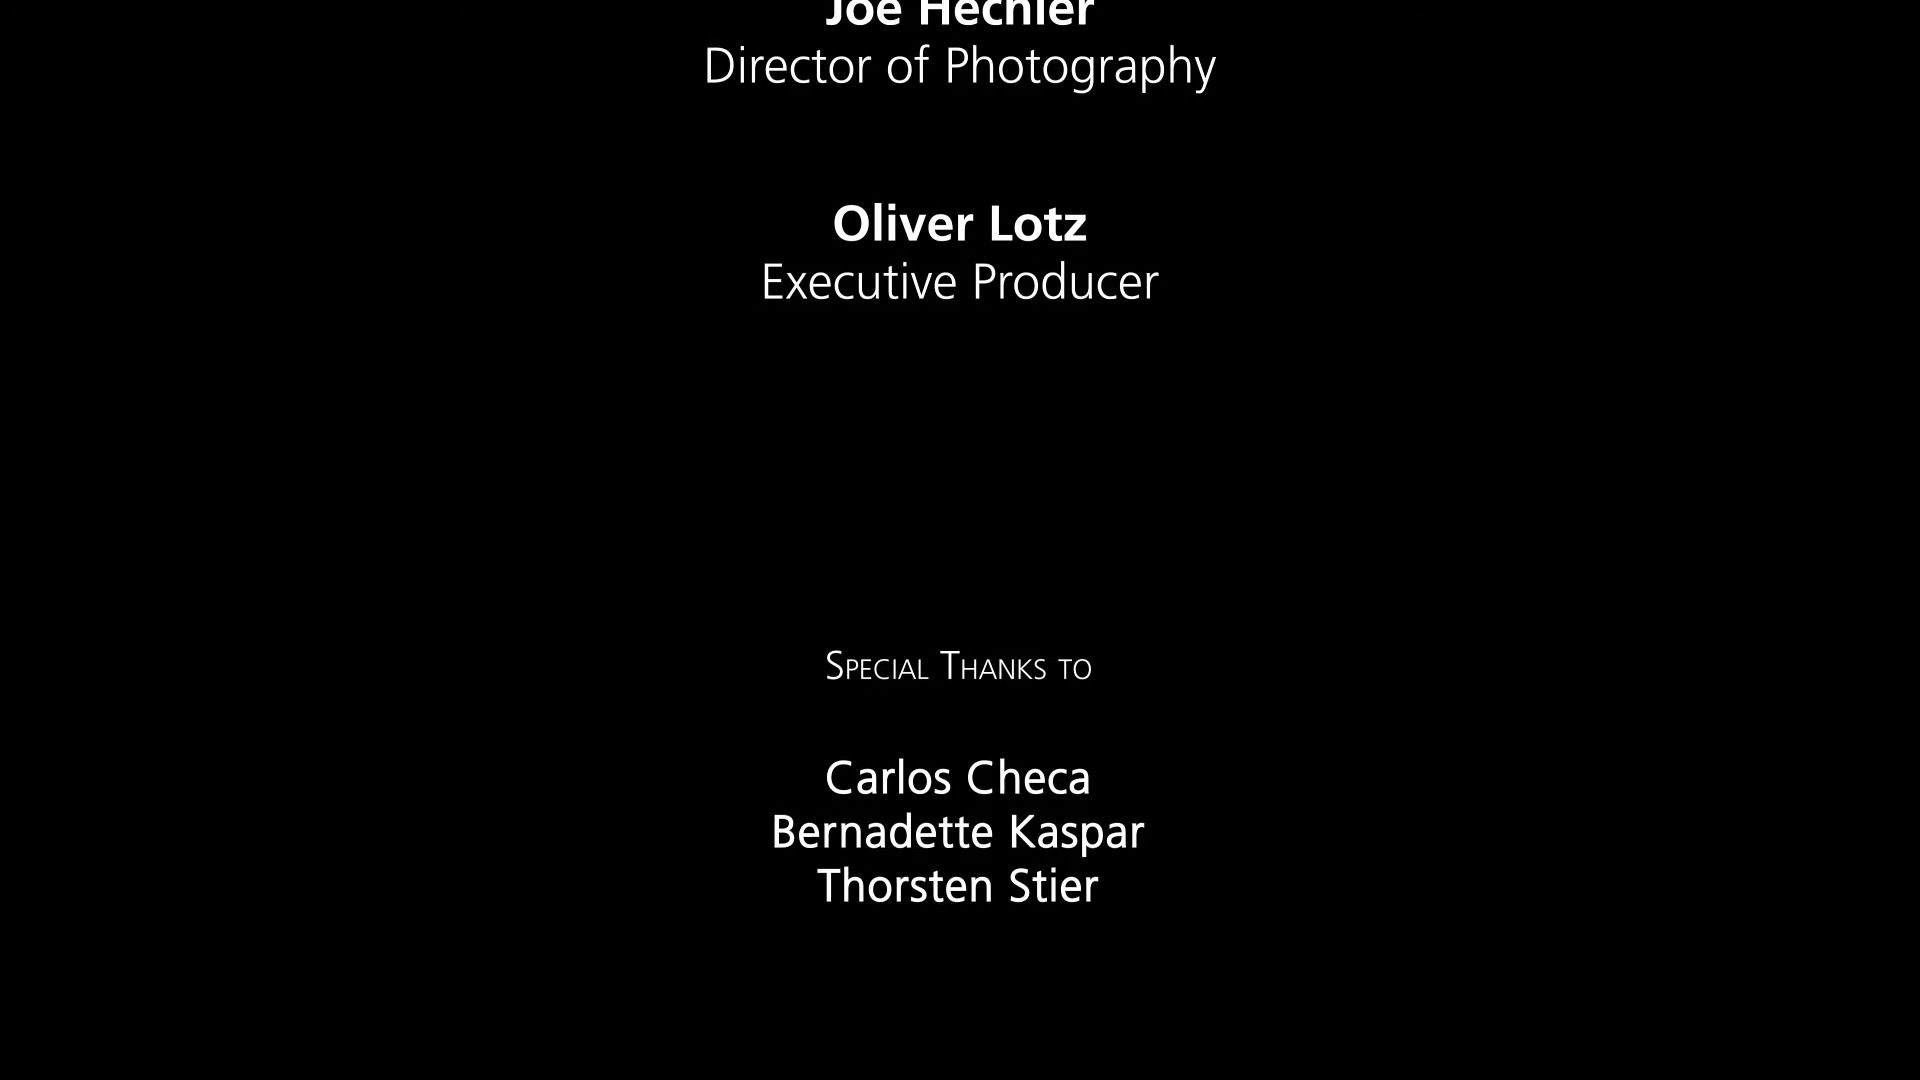 Joe Hechler
Director of Photography
Oliver Lotz
Executive Producer
Special Thanks to
Carlos Checa
Bernadette Kaspar
Thorsten Stier